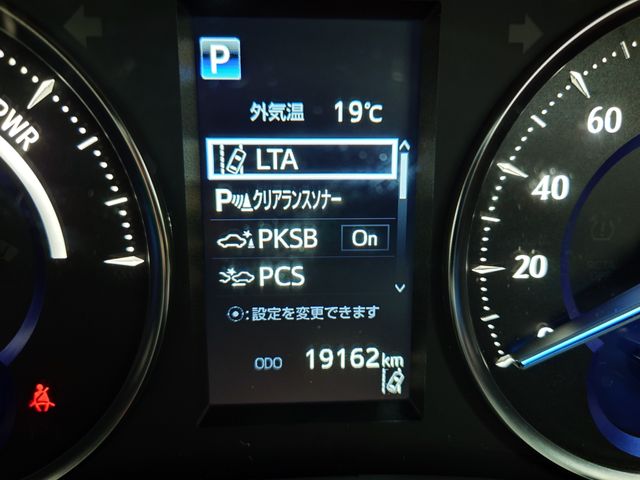 P
外気温 19℃
LTA
P クリアランスソナー
PKSB On
PCS
:設定を変更できます
ODO 19162km
PWR
60
40
20
0